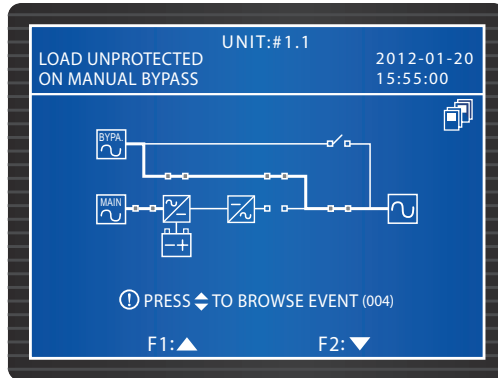 UNIT:#1.1
LOAD UNPROTECTED
ON MANUAL BYPASS
2012-01-20
15:55:00
BYPA.
MAIN
PRESS TO BROWSE EVENT (004)
F1:
F2: